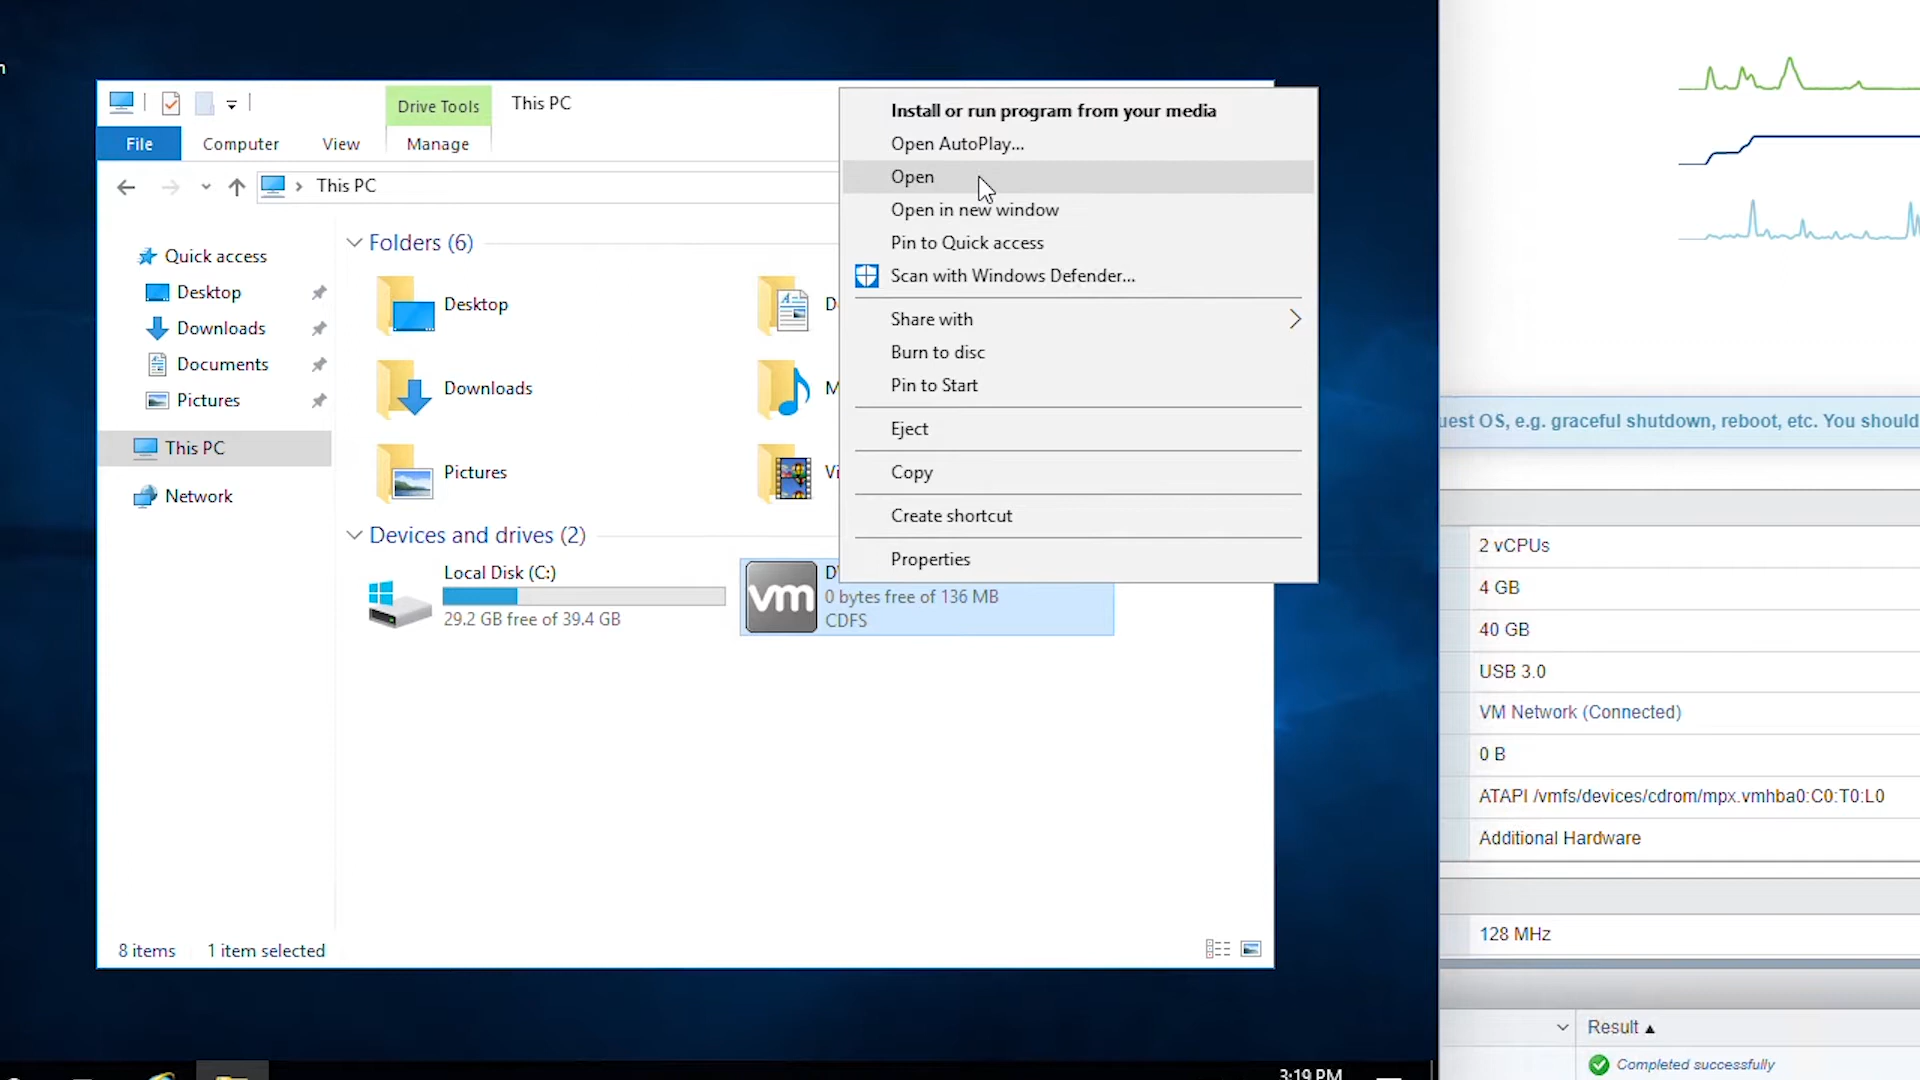 Drive Tools
This PC
File
Computer
View
Manage
This PC
Quick access
Desktop
Downloads
Documents
Pictures
This PC
Network
Folders (6)
Desktop
Downloads
Pictures
Devices and drives (2)
Local Disk (C:)
29.2 GB free of 39.4 GB
vm
0 bytes free of 136 MB
CDFS
8 items
1 item selected
Install or run program from your media
Open AutoPlay...
Open
Open in new window
Pin to Quick access
Scan with Windows Defender...
Share with
Burn to disc
Pin to Start
Eject
Copy
Create shortcut
Properties
3:19 PM
OS, e.g. graceful shutdown, reboot, etc. You should
2 vCPUs
4 GB
40 GB
USB 3.0
VM Network (Connected)
0 B
ATAPI /vmfs/devices/cdrom/mpx.vmhba0:C0:T0:L0
Additional Hardware
128 MHz
Result
Completed successfully